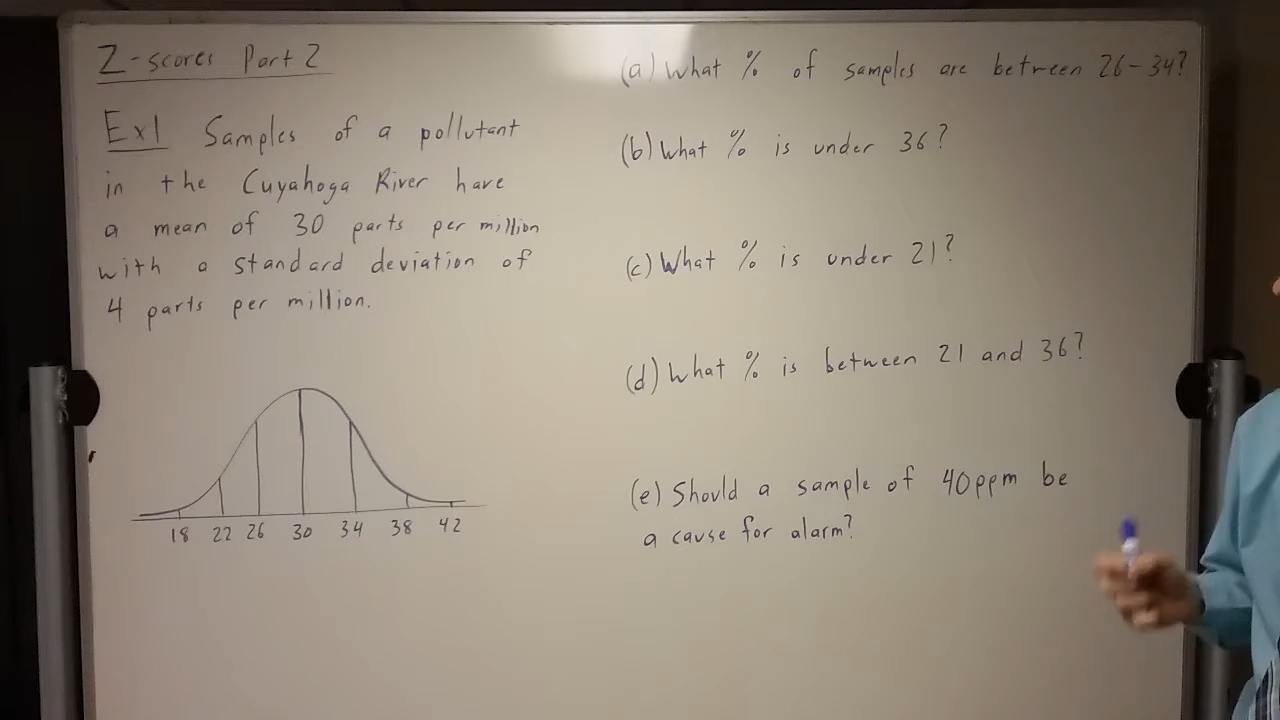 Z-scores Part 2
Ex1 Samples of a pollutant
in the Cuyahoga River have
a mean of 30 parts per million
with a standard deviation of
4 parts per million.
18 22 26 30 34 38 42
(a) What % of samples are between 26-34?
(b) What % is under 36?
(c) What % is under 21?
(d) What % is between 21 and 36?
(e) Should a sample of 40ppm be
a cause for alarm?